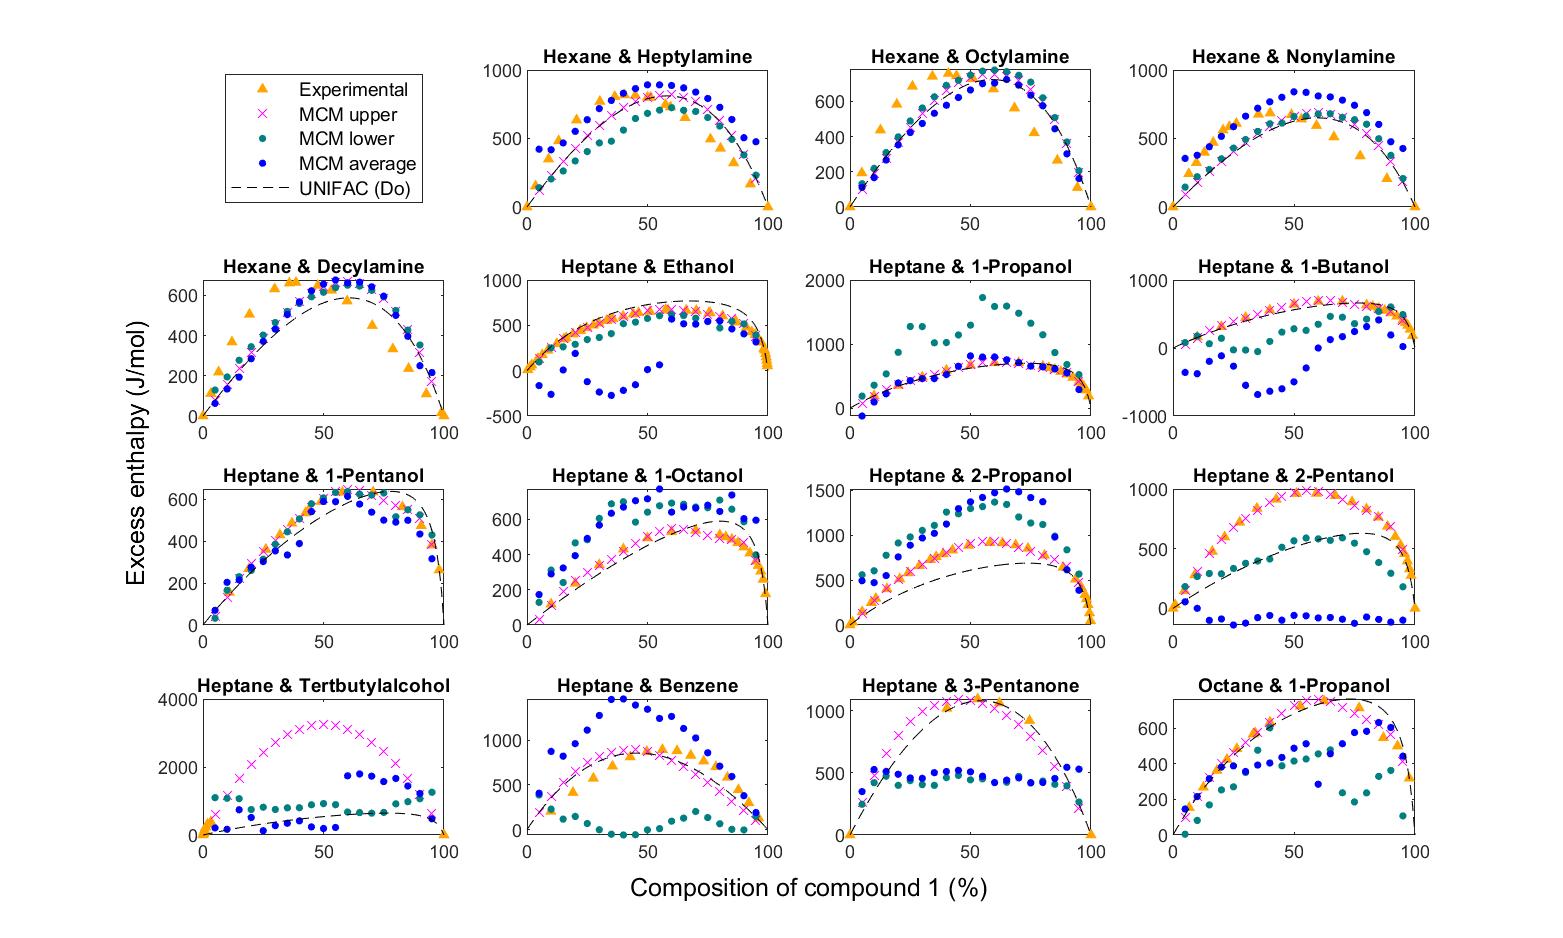 Experimental
MCM upper
MCM lower
MCM average
UNIFAC (Do)
Hexane & Heptylamine
1000
500
0
0 50 100
Hexane & Octylamine
600
400
200
0
0 50 100
Hexane & Nonylamine
1000
500
0
0 50 100
Hexane & Decylamine
600
400
200
0
0 50 100
Heptane & Ethanol
1000
500
0
-500
0 50 100
Heptane & 1-Propanol
2000
1000
0
0 50 100
Heptane & 1-Butanol
1000
0
-1000
0 50 100
Heptane & 1-Pentanol
600
400
200
0
0 50 100
Heptane & 1-Octanol
600
400
200
0
0 50 100
Heptane & 2-Propanol
1500
1000
500
0
0 50 100
Heptane & 2-Pentanol
1000
500
0
0 50 100
Heptane & Tertbutylalcohol
4000
2000
0
0 50 100
Heptane & Benzene
1000
500
0
0 50 100
Heptane & 3-Pentanone
1000
500
0
0 50 100
Octane & 1-Propanol
600
400
200
0
0 50 100
Excess enthalpy (J/mol)
Composition of compound 1 (%)